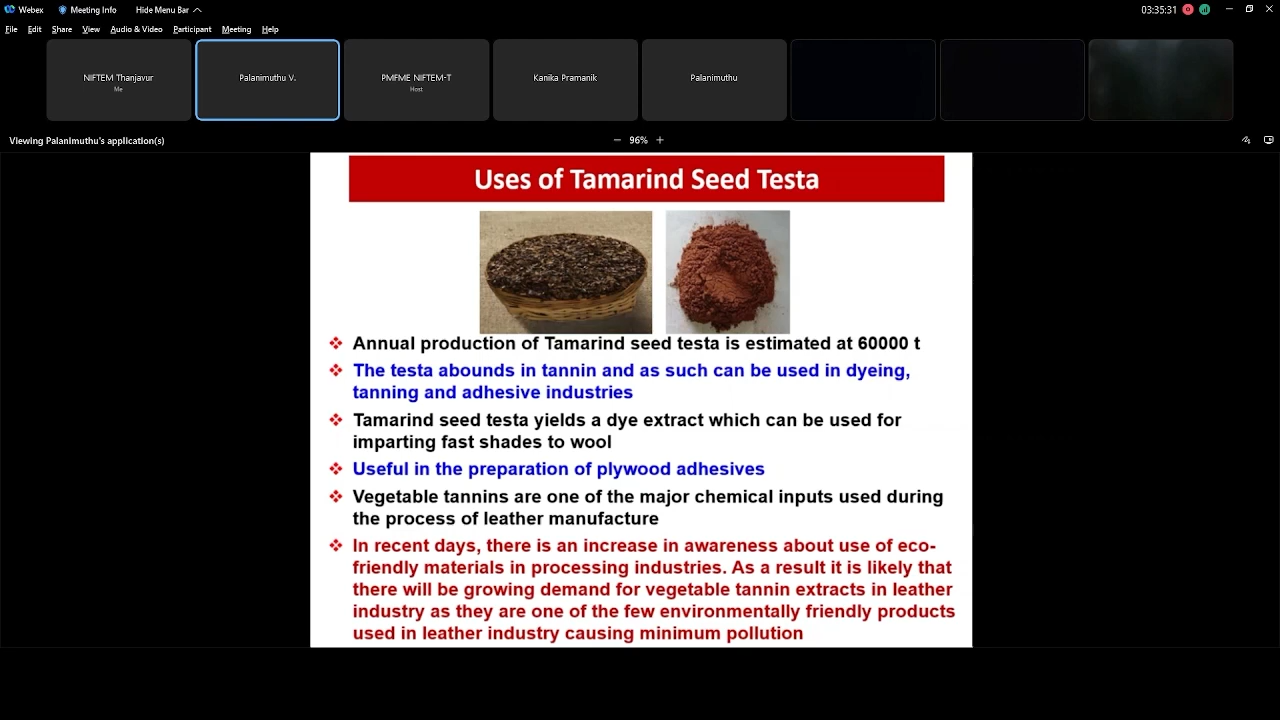 Webex Meeting Info Hide Menu Bar 03:35:31
File Edit Share View Audio & Video Participant Meeting Help
NIFTEM Thanjavur Palanimuthu V. PMFME NIFTEM-T Kanika Pramanik Palanimuthu
Me Host
Viewing Palanimuthu's application(s) 96%
Uses of Tamarind Seed Testa
Annual production of Tamarind seed testa is estimated at 60000 t
The testa abounds in tannin and as such can be used in dyeing,
tanning and adhesive industries
Tamarind seed testa yields a dye extract which can be used for
imparting fast shades to wool
Useful in the preparation of plywood adhesives
Vegetable tannins are one of the major chemical inputs used during
the process of leather manufacture
In recent days, there is an increase in awareness about use of eco-
friendly materials in processing industries. As a result it is likely that
there will be growing demand for vegetable tannin extracts in leather
industry as they are one of the few environmentally friendly products
used in leather industry causing minimum pollution